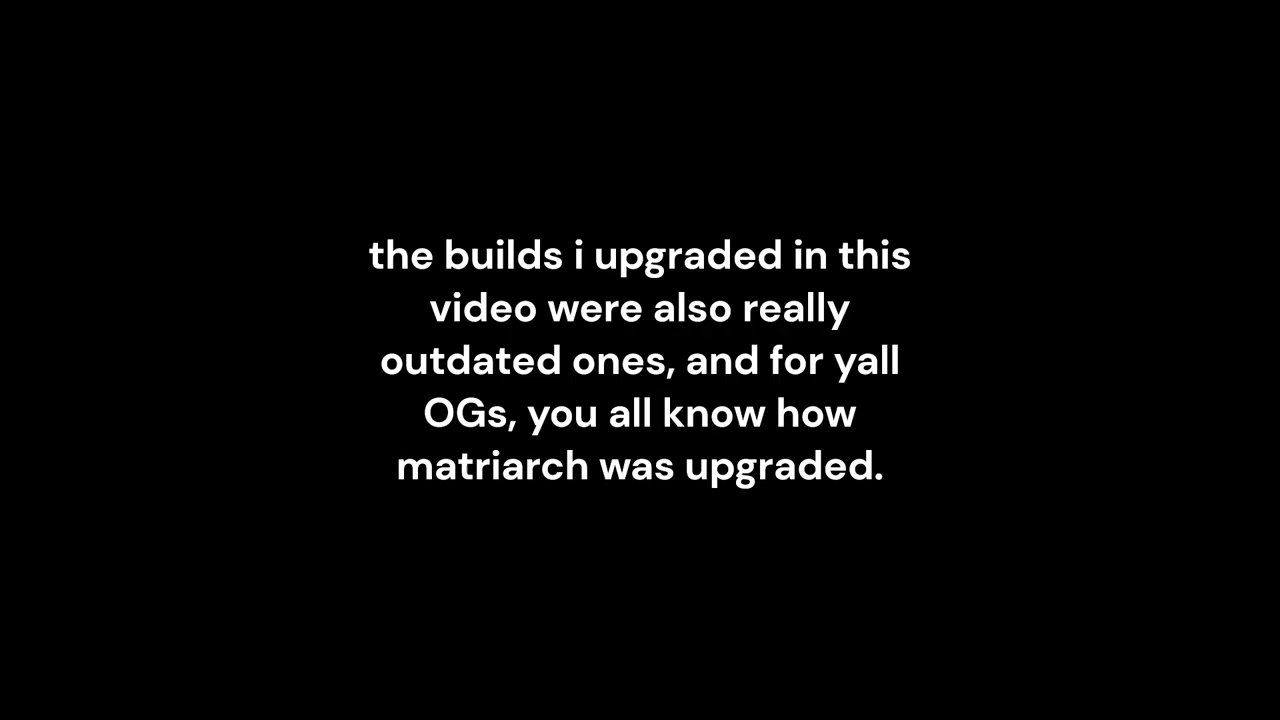 the builds i upgraded in this
video were also really
outdated ones, and for yall
OGs, you all know how
matriarch was upgraded.